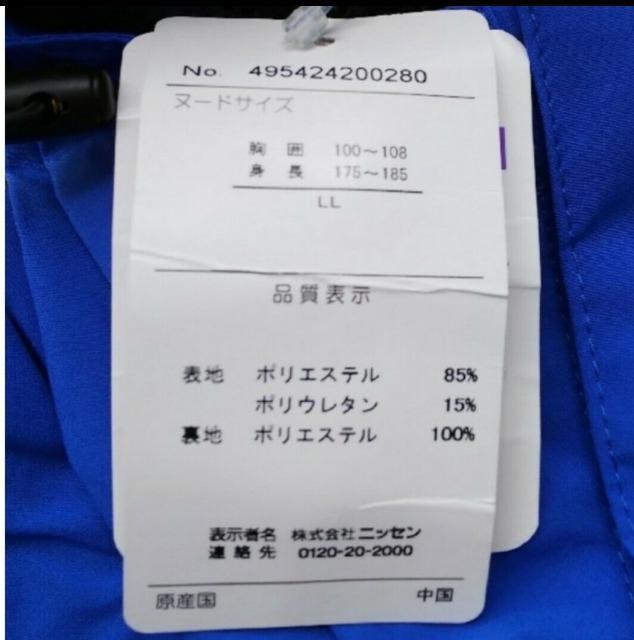 No. 495424200280
ヌードサイズ
胸囲 100～108
身長 175～185
LL
品質表示
表地 ポリエステル 85%
ポリウレタン 15%
裏地 ポリエステル 100%
表示者名 株式会社ニッセン
連絡先 0120-20-2000
原産国 中国